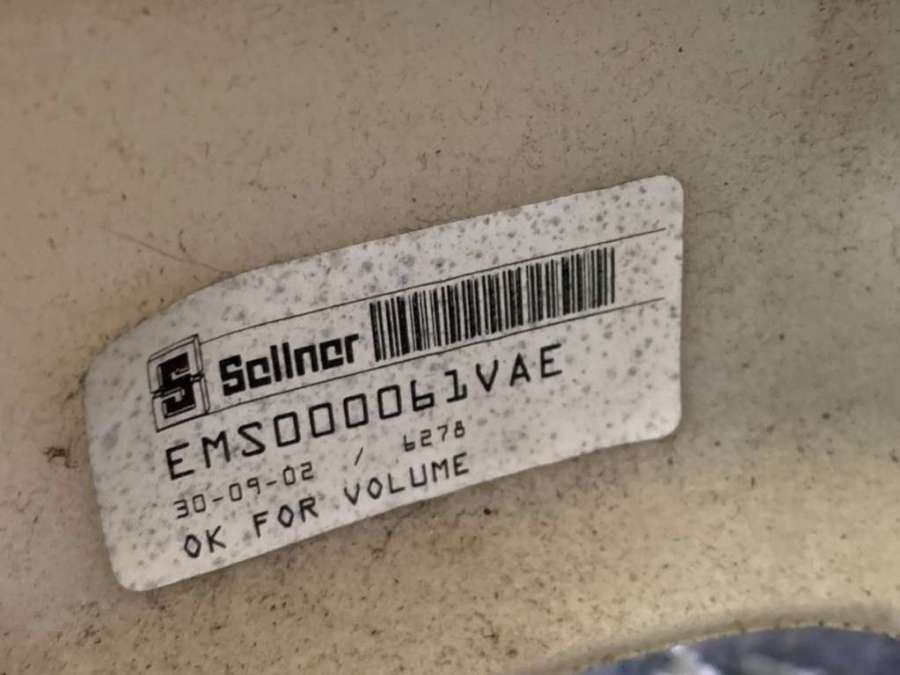 S Sellner
EMS000061VAE
30-09-02 / 6278
OK FOR VOLUME